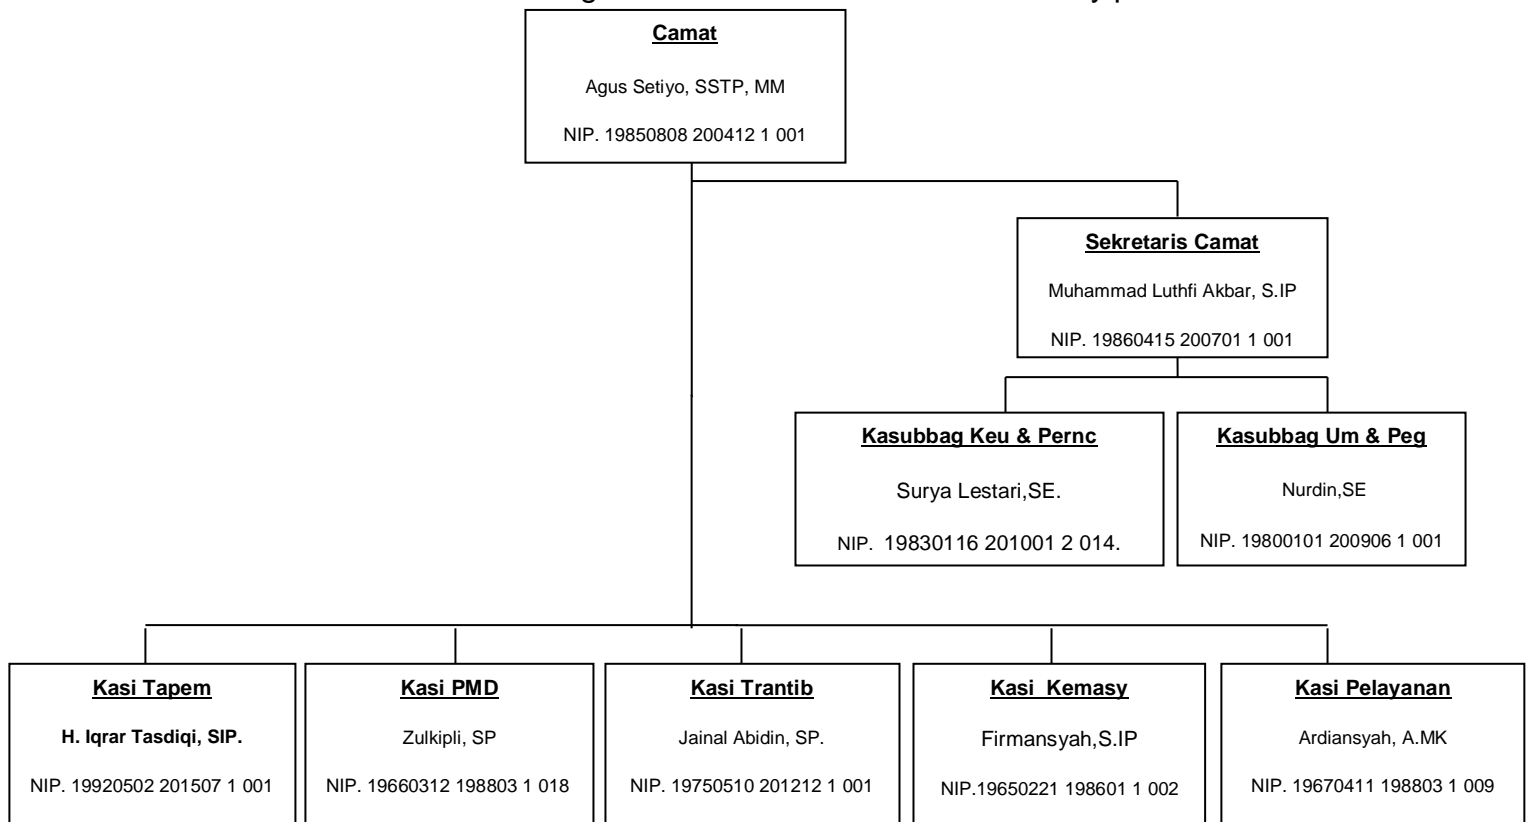 Camat
Agus Setiyo, SSTP, MM
NIP. 19850808 200412 1 001
Sekretaris Camat
Muhammad Luthfi Akbar, S.IP
NIP. 19860415 200701 1 001
Kasubbag Keu & Pernc
Surya Lestari,SE.
NIP. 19830116 201001 2 014.
Kasubbag Um & Peg
Nurdin,SE
NIP. 19800101 200906 1 001
Kasi Tapem
H. Iqrar Tasdiqi, SIP.
NIP. 19920502 201507 1 001
Kasi PMD
Zulkipli, SP
NIP. 19660312 198803 1 018
Kasi Trantib
Jainal Abidin, SP.
NIP. 19750510 201212 1 001
Kasi Kemasy
Firmansyah,S.IP
NIP.19650221 198601 1 002
Kasi Pelayanan
Ardiansyah, A.MK
NIP. 19670411 198803 1 009